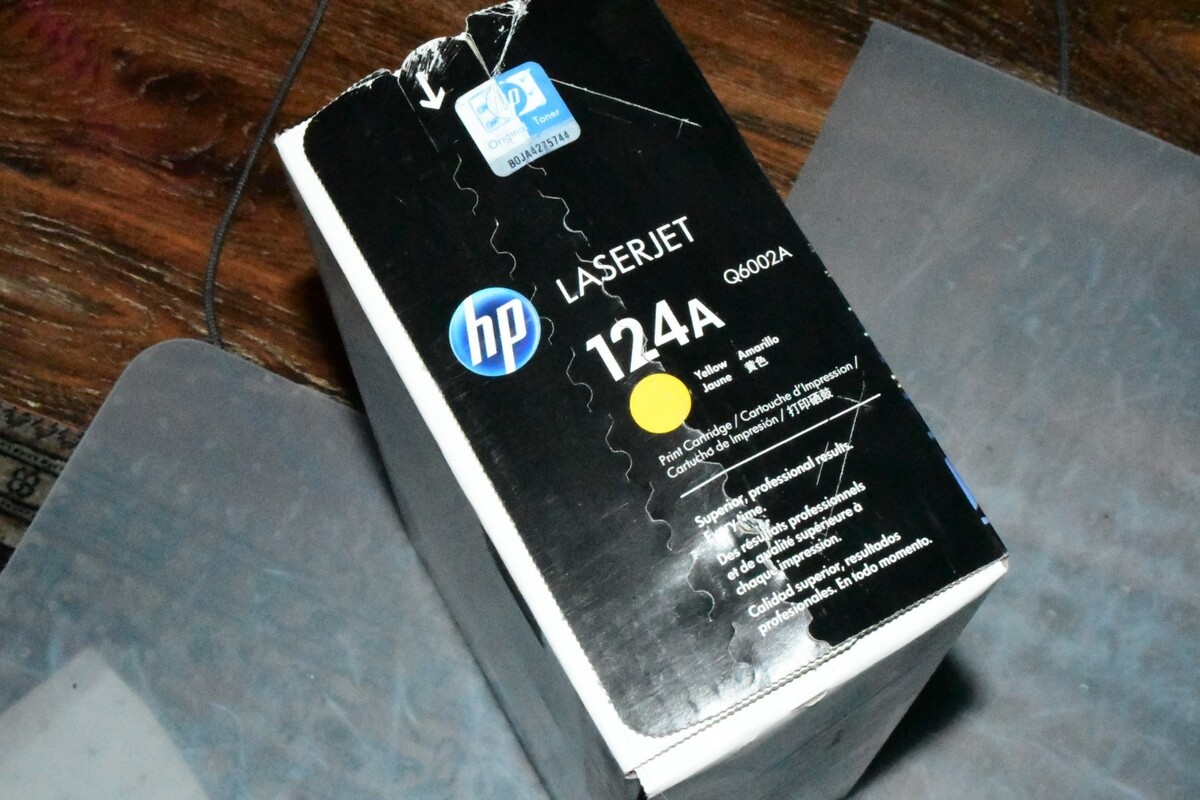 hp
Original Toner
B0JA4275744
hp
LASERJET
124A
Q6002A
Yellow Amarillo
Jaune 黄色
Print Cartridge / Cartouche d'Impression /
Cartucho de Impresión / 打印硒鼓
Superior, professional results.
Every time.
Des résultats professionnels
et de qualité supérieure à
chaque impression.
Calidad superior, resultados
profesionales. En todo momento.